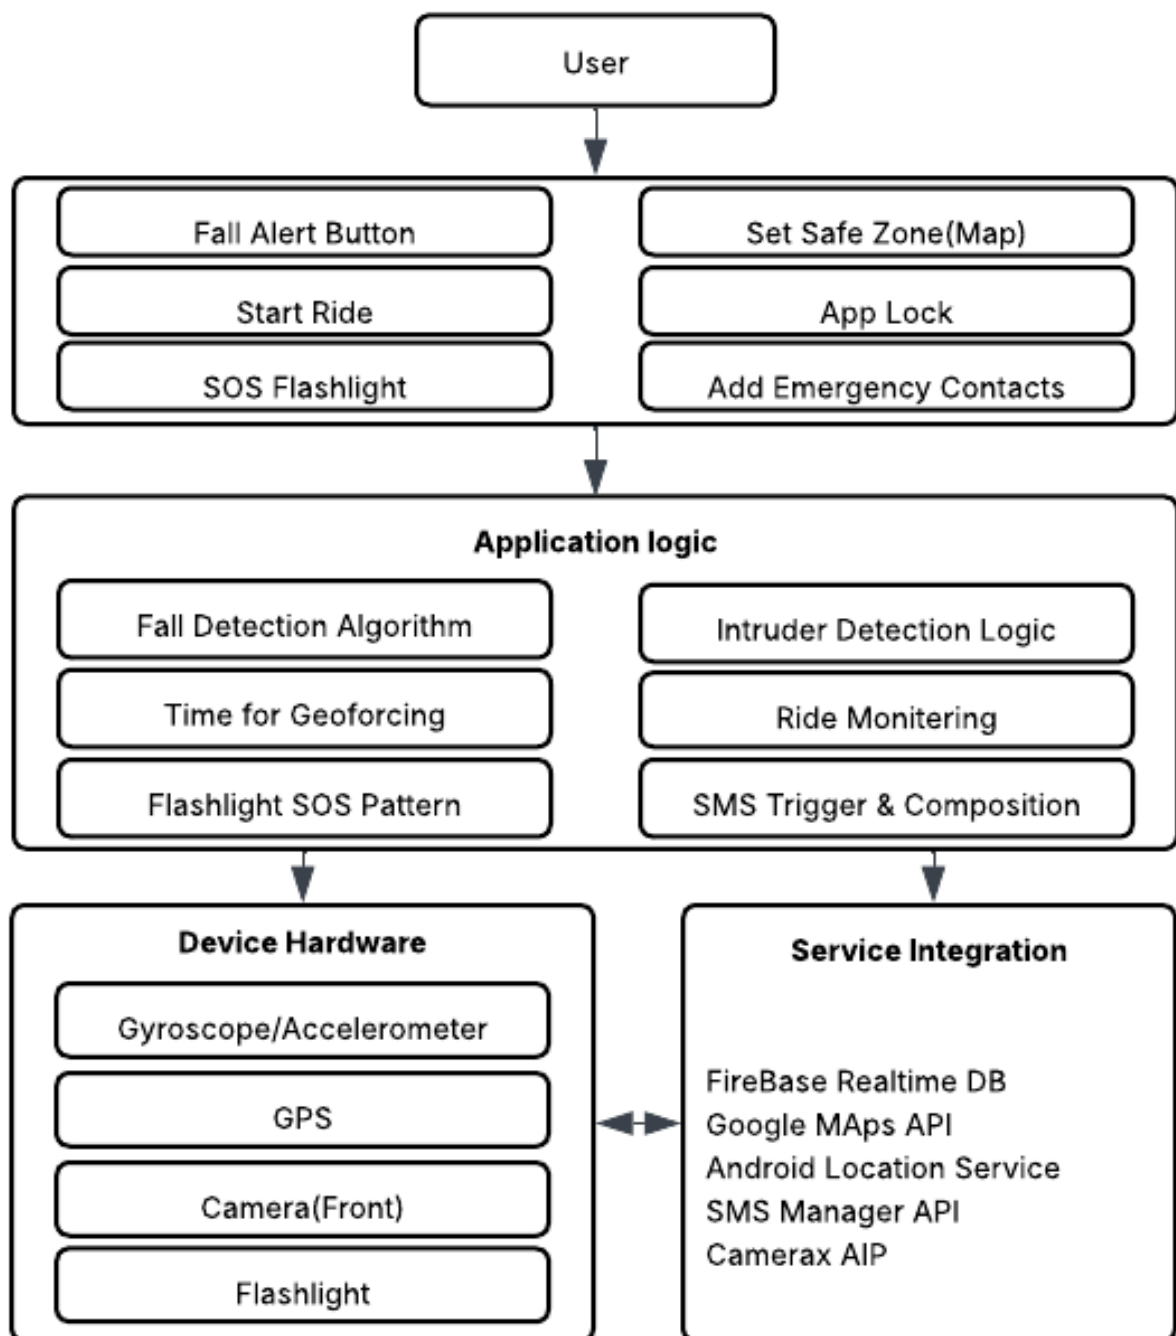 User
Fall Alert Button
Set Safe Zone(Map)
Start Ride
App Lock
SOS Flashlight
Add Emergency Contacts
Application logic
Fall Detection Algorithm
Intruder Detection Logic
Time for Geoforcing
Ride Monitering
Flashlight SOS Pattern
SMS Trigger & Composition
Device Hardware
Gyroscope/Accelerometer
GPS
Camera(Front)
Flashlight
Service Integration
FireBase Realtime DB
Google MAps API
Android Location Service
SMS Manager API
Camerax AIP